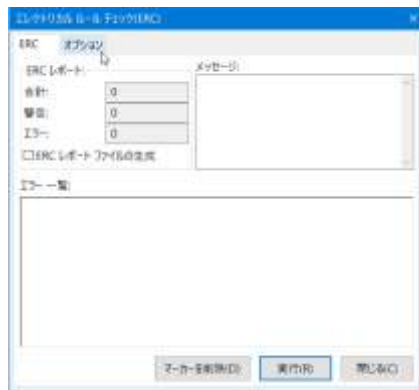 エレクトリカル ルール チェック(ERC)
ERC オプション
ERC レポート:
合計: 0
警告: 0
エラー: 0
ERC レポート ファイルの生成
メッセージ:
エラー 一覧:
マーカーを削除(D) 実行(R) 閉じる(C)